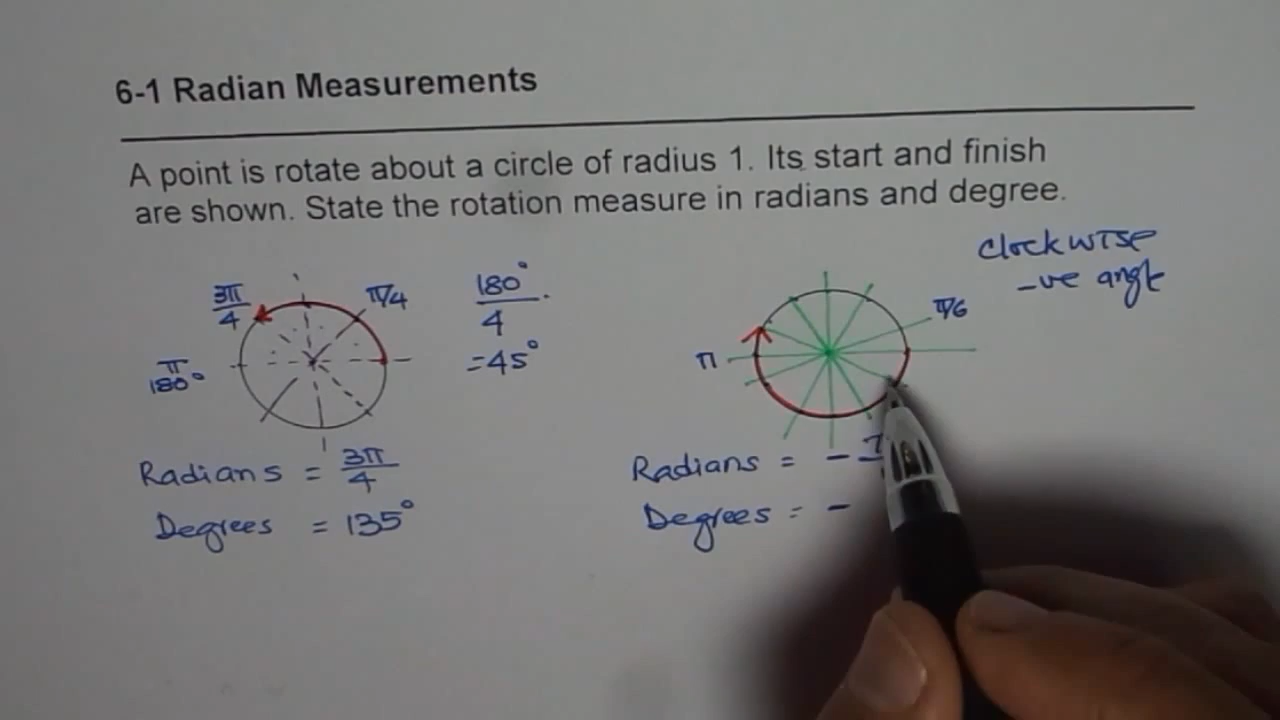 6-1 Radian Measurements
A point is rotate about a circle of radius 1. Its start and finish
are shown. State the rotation measure in radians and degree.
3π/4
π/4
π
180°
180°/4
=45°
Radians = 3π/4
Degrees = 135°
clockwise
-ve angle
π/6
π
Radians = -
Degrees = -